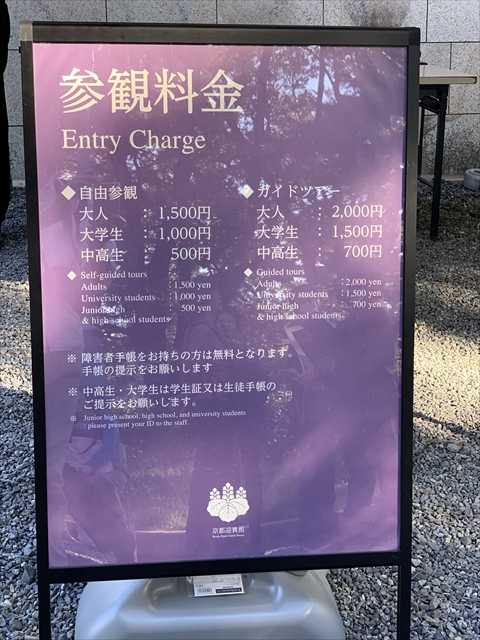 参観料金
Entry Charge
◆自由参観
大人 : 1,500円
大学生 : 1,000円
中高生 : 500円
◆Self-guided tours
Adults : 1,500 yen
University students : 1,000 yen
Junior high 500 yen
& high school students
◆ガイドツアー
大人 : 2,000円
大学生 : 1,500円
中高生 : 700円
◆Guided tours
Adults : 2,000 yen
University students : 1,500 yen
Junior high : 700 yen
& high school students
※ 障害者手帳をお持ちの方は無料となります。
手帳の提示をお願いします
※ 中高生・大学生は学生証又は生徒手帳の
ご提示をお願いします。
※ Junior high school, high school, and university students
: please present your ID to the staff.
京都迎賓館
Kyoto State Guest House